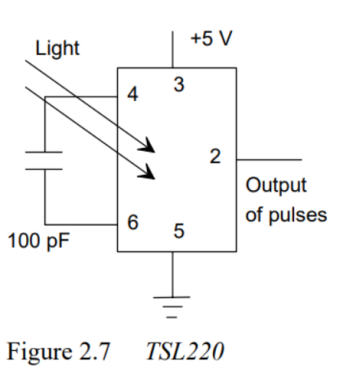 Light
+5 V
4
3
2
Output
of pulses
6
5
100 pF
Figure 2.7 TSL220